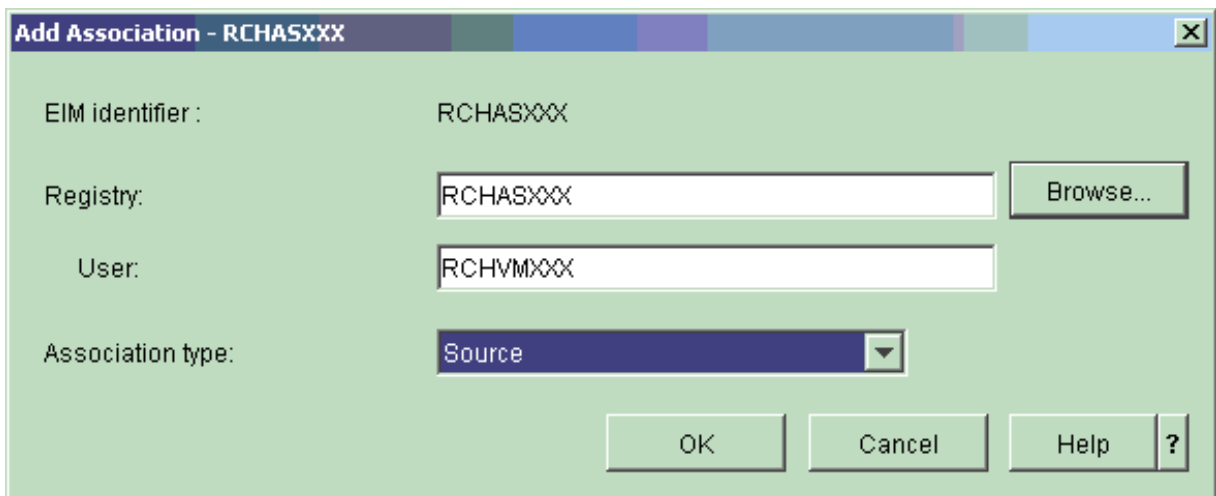 Add Association - RCHASXXX
EIM identifier : RCHASXXX
Registry: RCHASXXX Browse...
User: RCHVMXXX
Association type: Source
OK Cancel Help ?